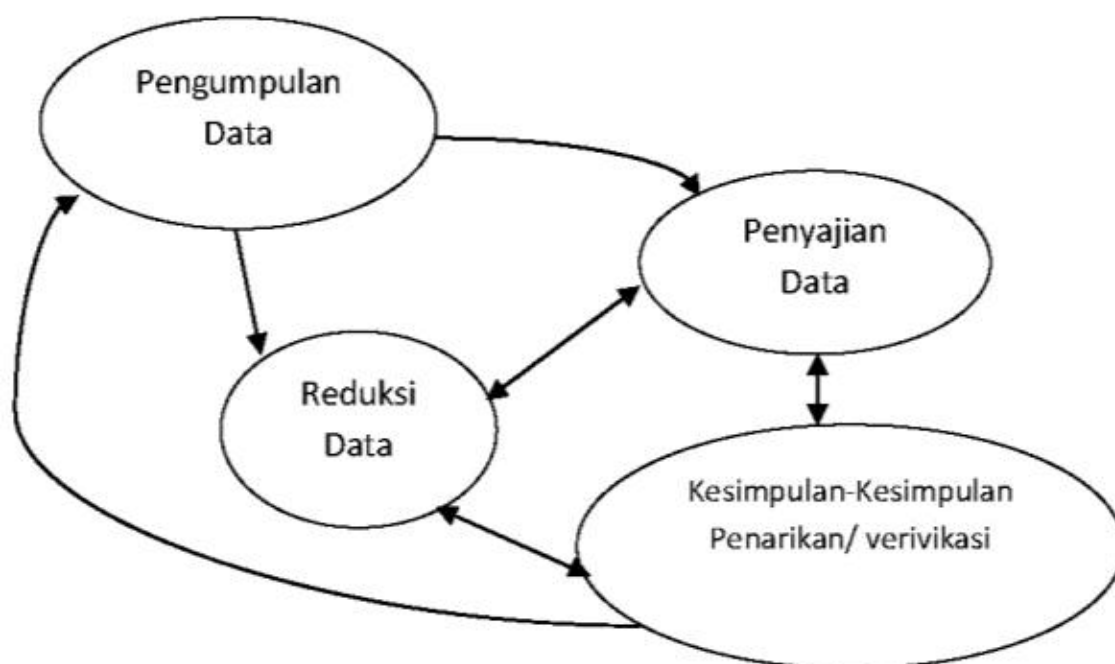 Pengumpulan
Data
Penyajian
Data
Reduksi
Data
Kesimpulan-Kesimpulan
Penarikan/ verivikasi